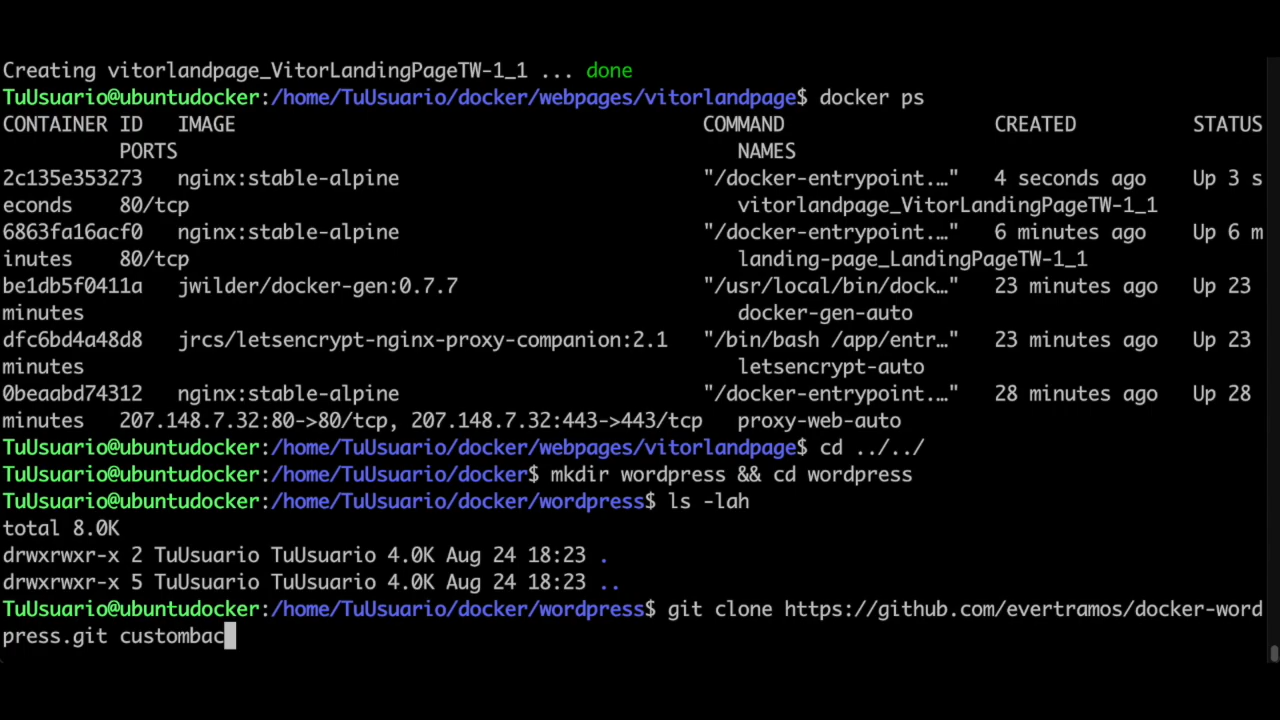 Creating vitorlandpage_VitorLandingPageTW-1_1 ... done
TuUsuario@ubuntudocker:/home/TuUsuario/docker/webpages/vitorlandpage$ docker ps
CONTAINER ID   IMAGE   COMMAND   CREATED   STATUS
PORTS   NAMES
2c135e353273   nginx:stable-alpine   "/docker-entrypoint.…"   4 seconds ago   Up 3 s
econds   80/tcp   vitorlandpage_VitorLandingPageTW-1_1
6863fa16acf0   nginx:stable-alpine   "/docker-entrypoint.…"   6 minutes ago   Up 6 m
inutes   80/tcp   landing-page_LandingPageTW-1_1
be1db5f0411a   jwilder/docker-gen:0.7.7   "/usr/local/bin/dock…"   23 minutes ago   Up 23
minutes   docker-gen-auto
dfc6bd4a48d8   jrcs/letsencrypt-nginx-proxy-companion:2.1   "/bin/bash /app/entr…"   23 minutes ago   Up 23
minutes   letsencrypt-auto
0beaabd74312   nginx:stable-alpine   "/docker-entrypoint.…"   28 minutes ago   Up 28
minutes   207.148.7.32:80->80/tcp, 207.148.7.32:443->443/tcp   proxy-web-auto
TuUsuario@ubuntudocker:/home/TuUsuario/docker/webpages/vitorlandpage$ cd ../../
TuUsuario@ubuntudocker:/home/TuUsuario/docker$ mkdir wordpress && cd wordpress
TuUsuario@ubuntudocker:/home/TuUsuario/docker/wordpress$ ls -lah
total 8.0K
drwxrwxr-x 2 TuUsuario TuUsuario 4.0K Aug 24 18:23 .
drwxrwxr-x 5 TuUsuario TuUsuario 4.0K Aug 24 18:23 ..
TuUsuario@ubuntudocker:/home/TuUsuario/docker/wordpress$ git clone https://github.com/evertramos/docker-word
press.git custombac